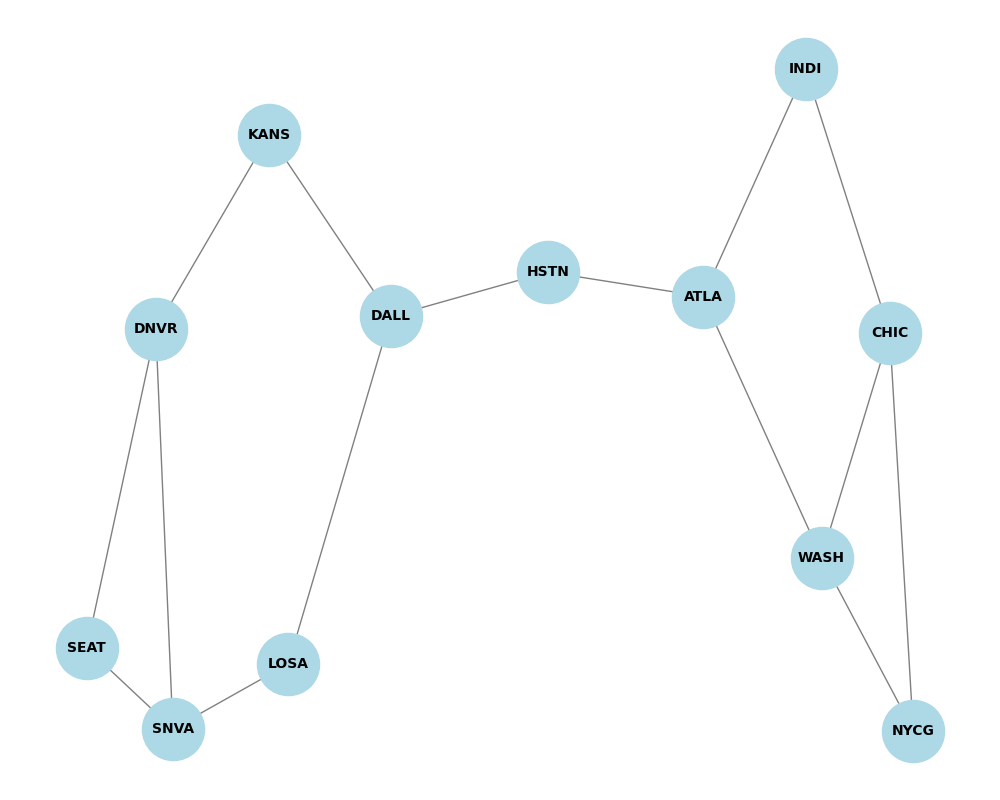 INDI
KANS
HSTN
ATLA
DALL
DNVR
CHIC
WASH
SEAT
LOSA
SNVA
NYCG